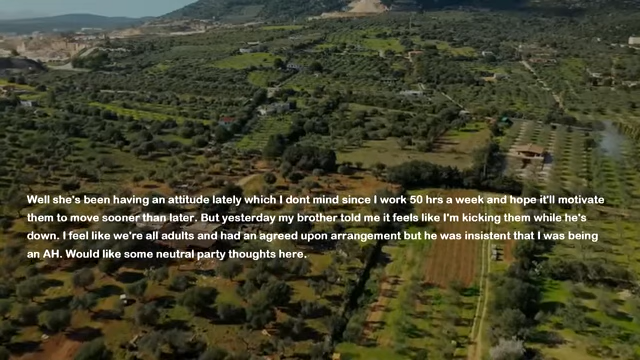 Well she's been having an attitude lately which I dont mind since I work 50 hrs a week and hope it'll motivate
them to move sooner than later. But yesterday my brother told me it feels like I'm kicking them while he's
down. I feel like we're all adults and had an agreed upon arrangement but he was insistent that I was being
an AH. Would like some neutral party thoughts here.